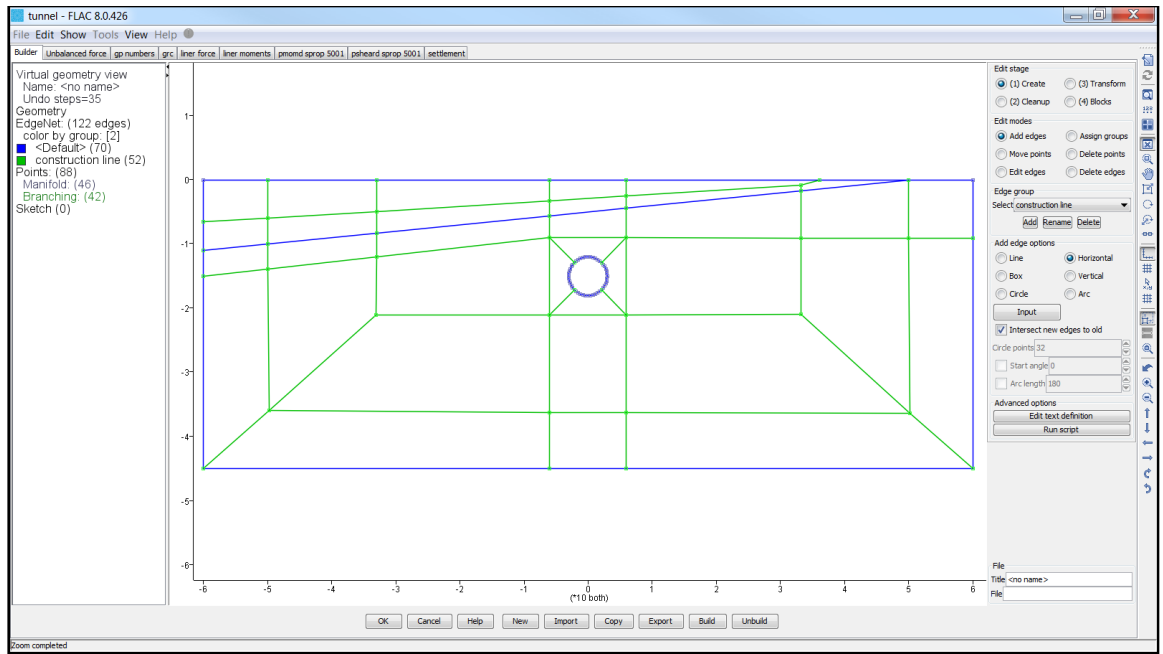 tunnel - FLAC 8.0.426
File Edit Show Tools View Help
Builder Unbalanced force gp numbers grc liner force liner moments pmomd sprop 5001 psheard sprop 5001 settlement
Virtual geometry view
Name: <no name>
Undo steps=35
Geometry
EdgeNet: (122 edges)
color by group: [2]
<Default> (70)
construction line (52)
Points: (88)
Manifold: (46)
Branching: (42)
Sketch (0)
1
0
-1
-2
-3
-4
-5
-6
-6 -5 -4 -3 -2 -1 0 1 2 3 4 5 6
(*10 both)
Edit stage
(1) Create (3) Transform
(2) Cleanup (4) Blocks
Edit modes
Add edges Assign groups
Move points Delete points
Edit edges Delete edges
Edge group
Select construction line
Add Rename Delete
Add edge options
Line Horizontal
Box Vertical
Circle Arc
Input
Intersect new edges to old
Circle points 32
Start angle 0
Arc length 180
Advanced options
Edit text definition
Run script
File
Title <no name>
File
OK Cancel Help New Import Copy Export Build Unbuild
Zoom completed